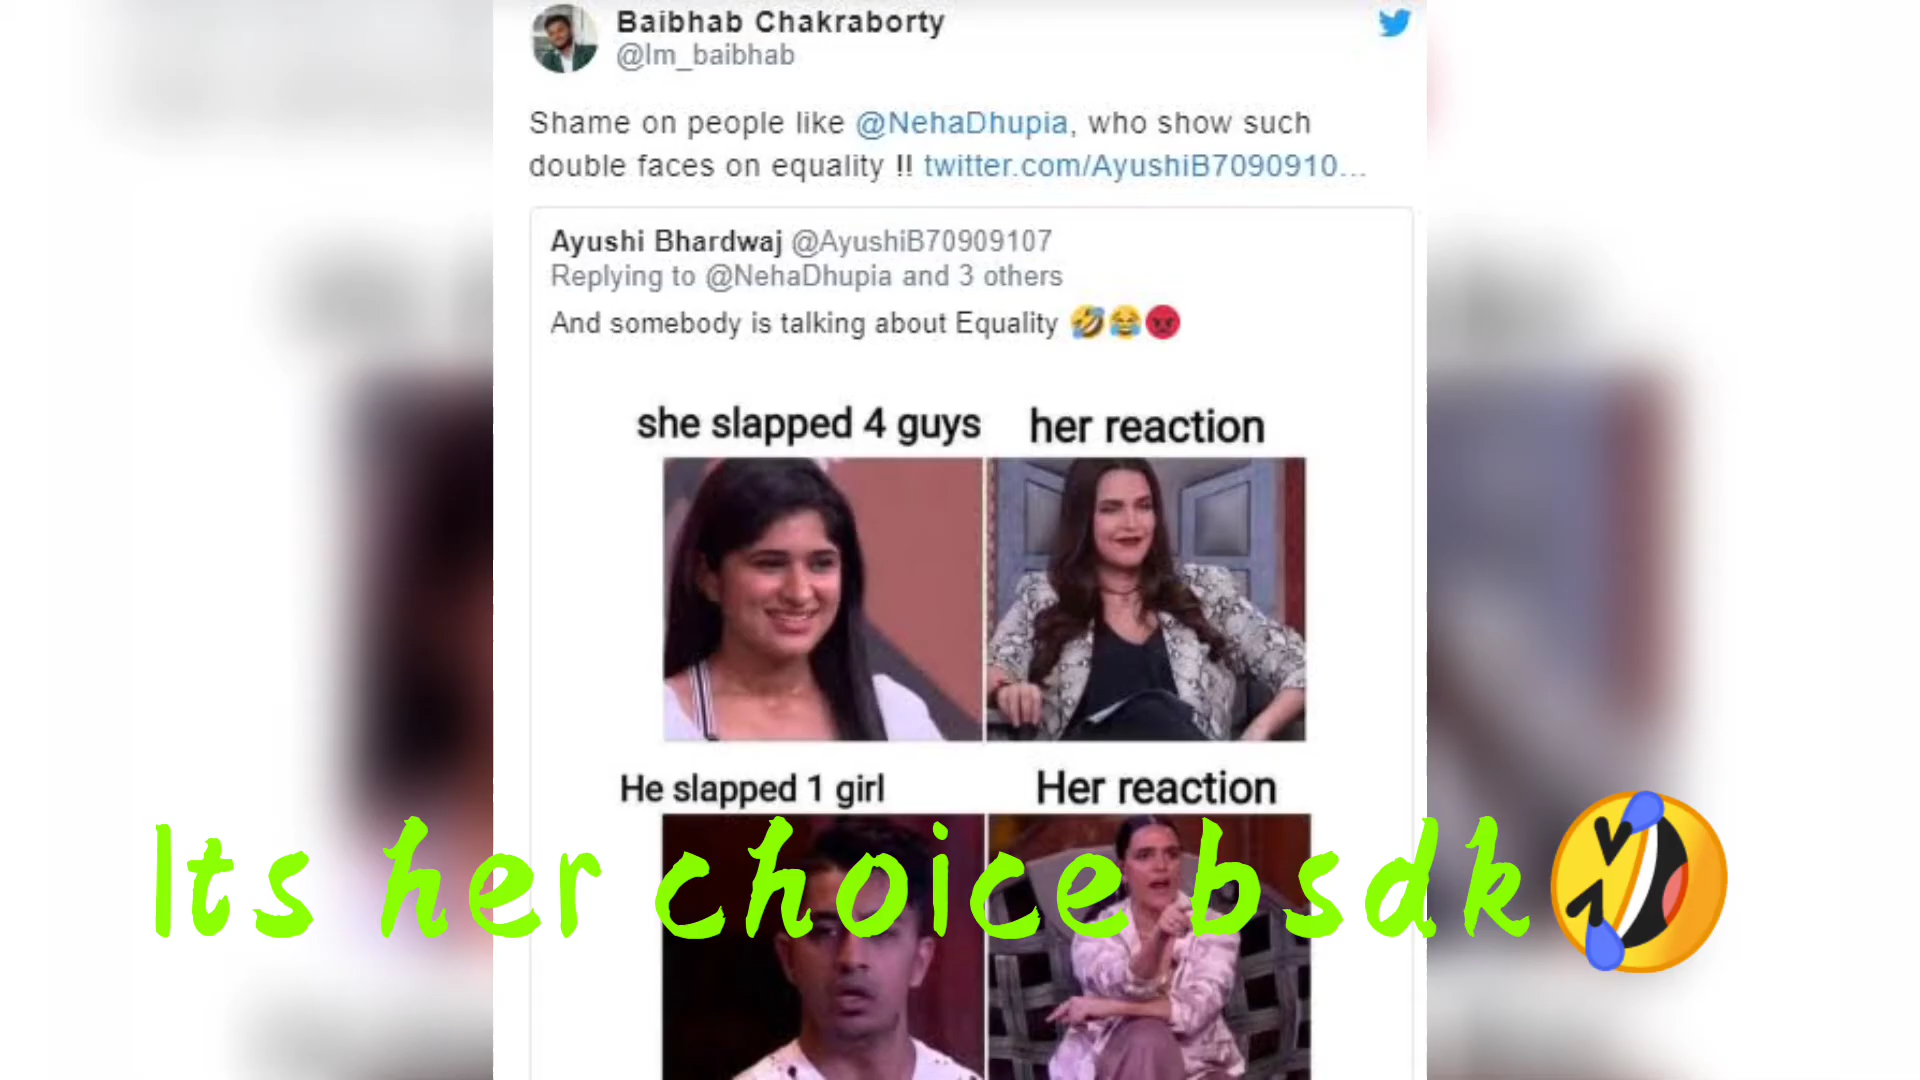 Baibhab Chakraborty
@Im_baibhab
Shame on people like @NehaDhupia, who show such
double faces on equality !! twitter.com/AyushiB7090910...
Ayushi Bhardwaj @AyushiB70909107
Replying to @NehaDhupia and 3 others
And somebody is talking about Equality 🤣😂😡
she slapped 4 guys her reaction
He slapped 1 girl Her reaction
Its her choice bsdk🤣